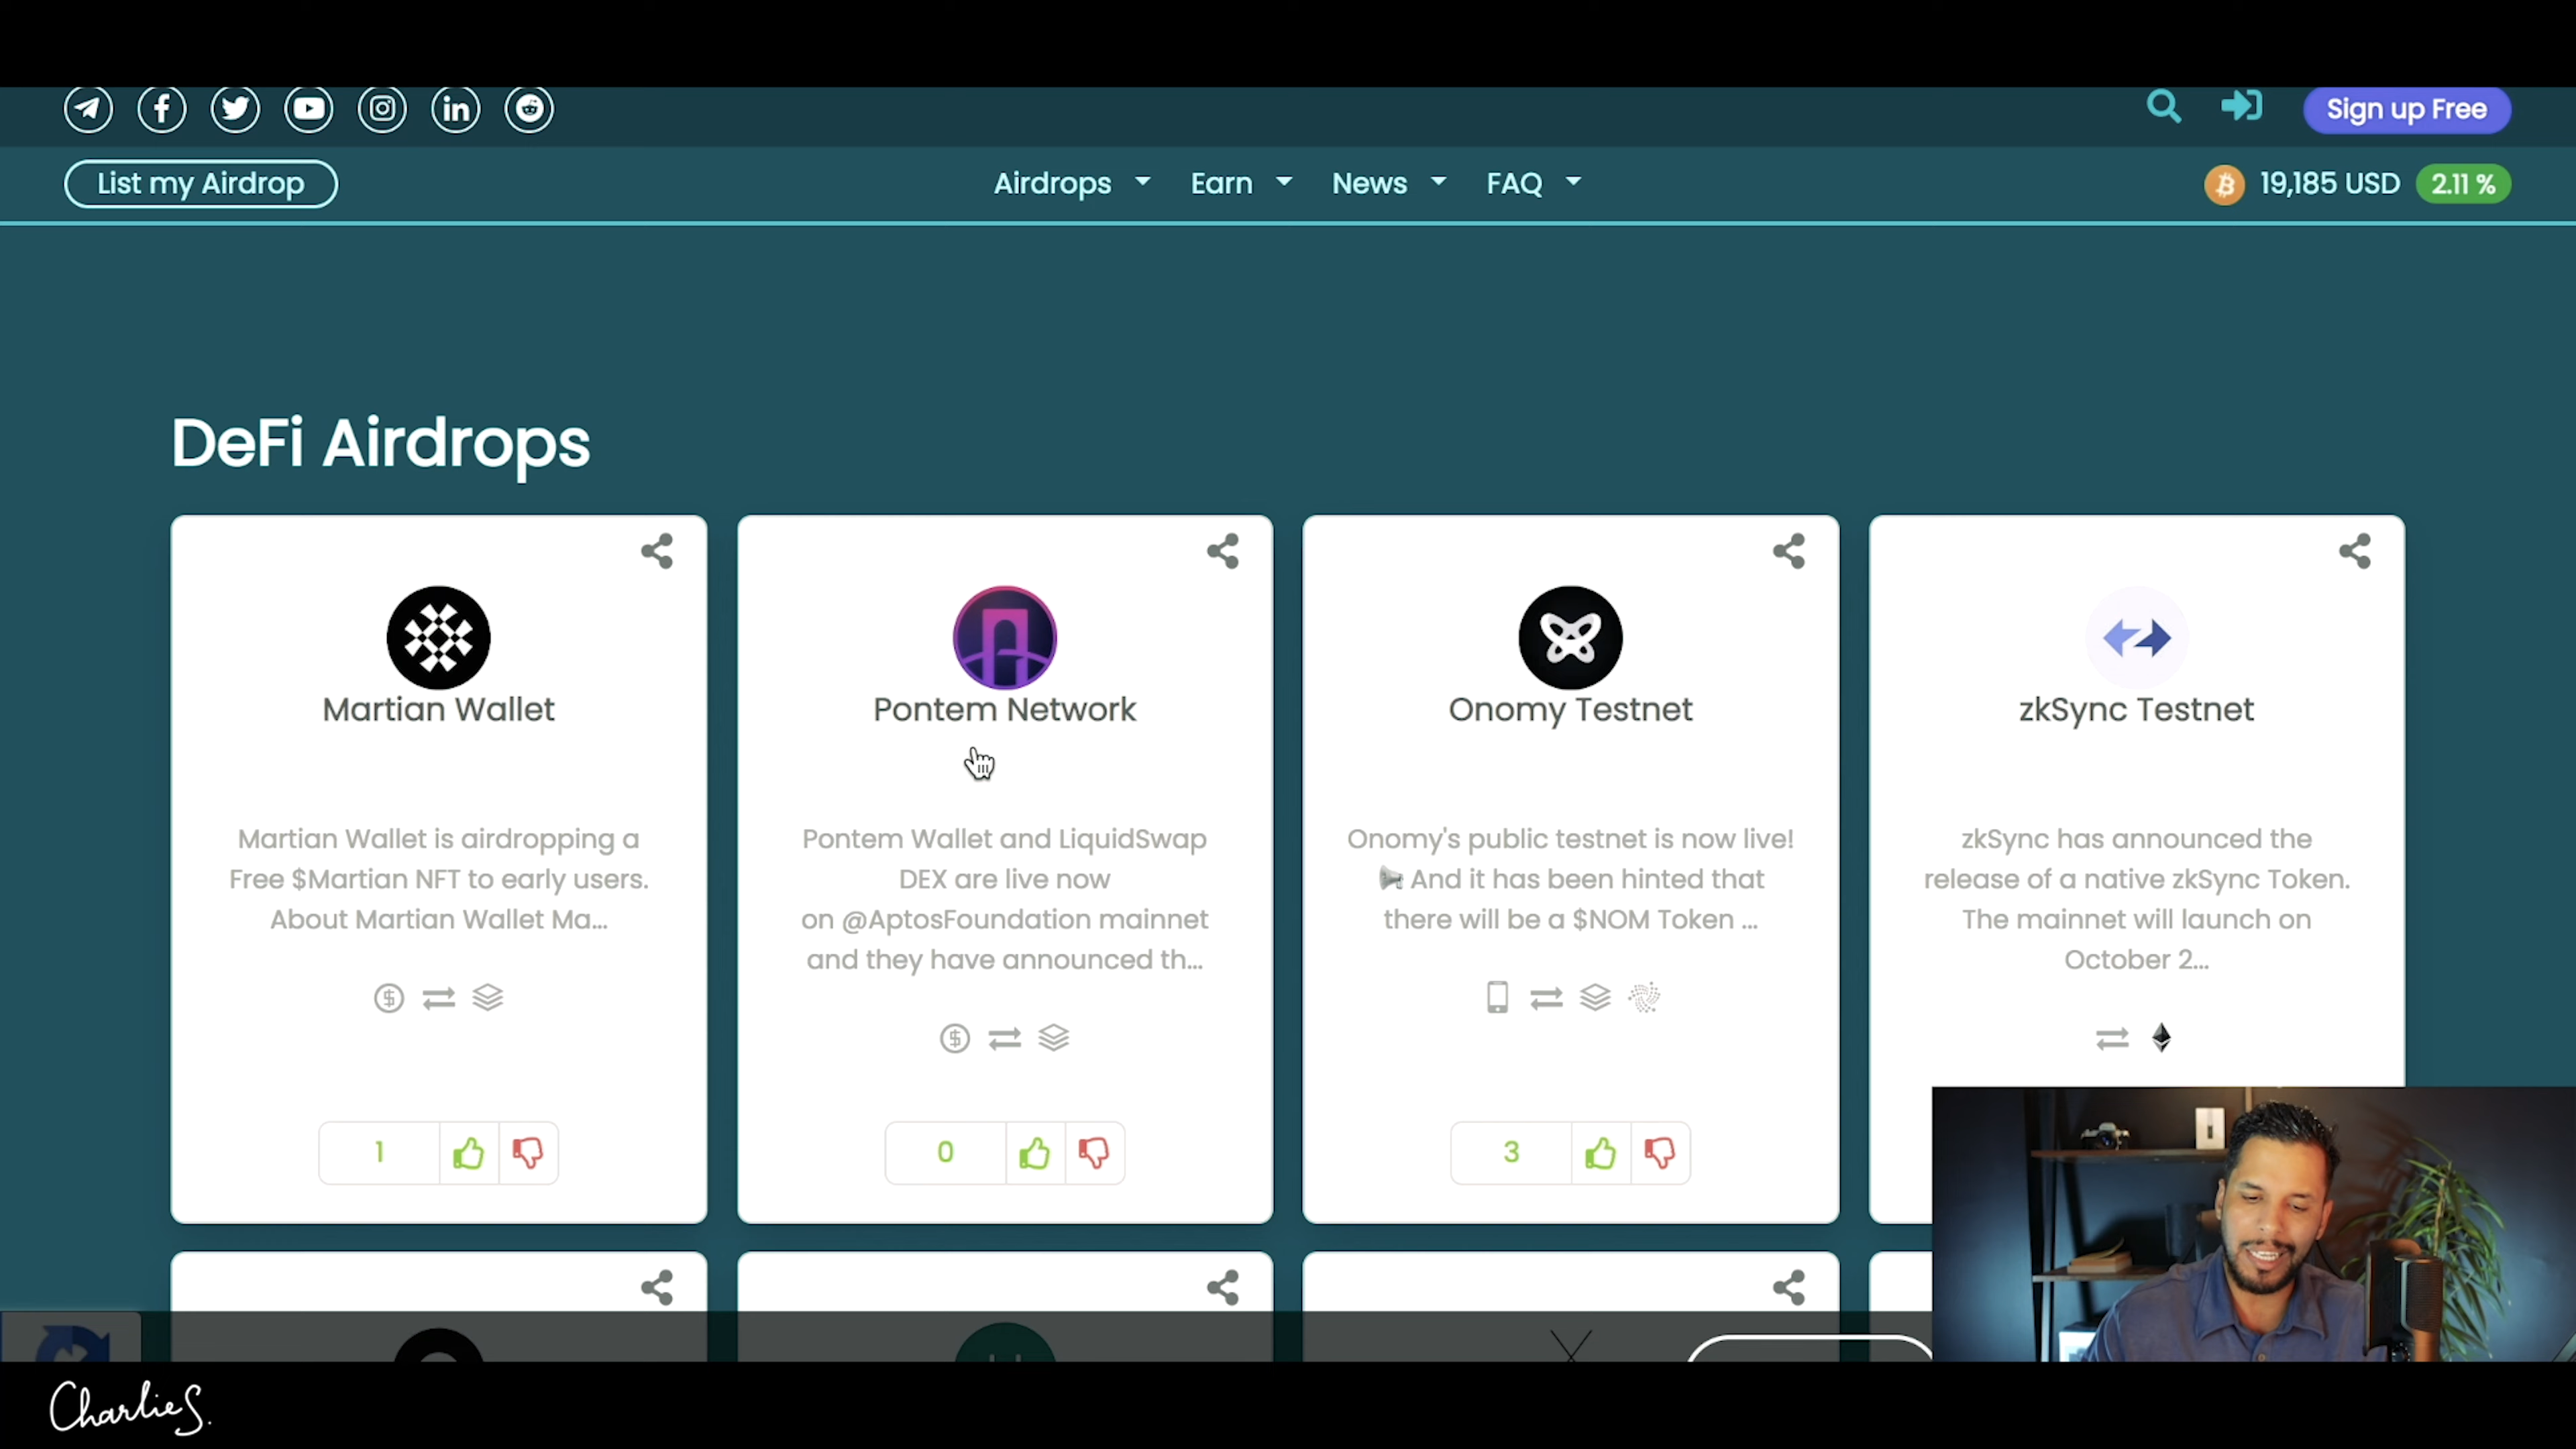 Sign up Free
List my Airdrop
Airdrops
Earn
News
FAQ
19,185 USD
2.11 %
DeFi Airdrops
Martian Wallet
Martian Wallet is airdropping a
Free $Martian NFT to early users.
About Martian Wallet Ma...
1
Pontem Network
Pontem Wallet and LiquidSwap
DEX are live now
on @AptosFoundation mainnet
and they have announced th...
0
Onomy Testnet
Onomy's public testnet is now live!
And it has been hinted that
there will be a $NOM Token ...
3
zkSync Testnet
zkSync has announced the
release of a native zkSync Token.
The mainnet will launch on
October 2...
CharlieS.